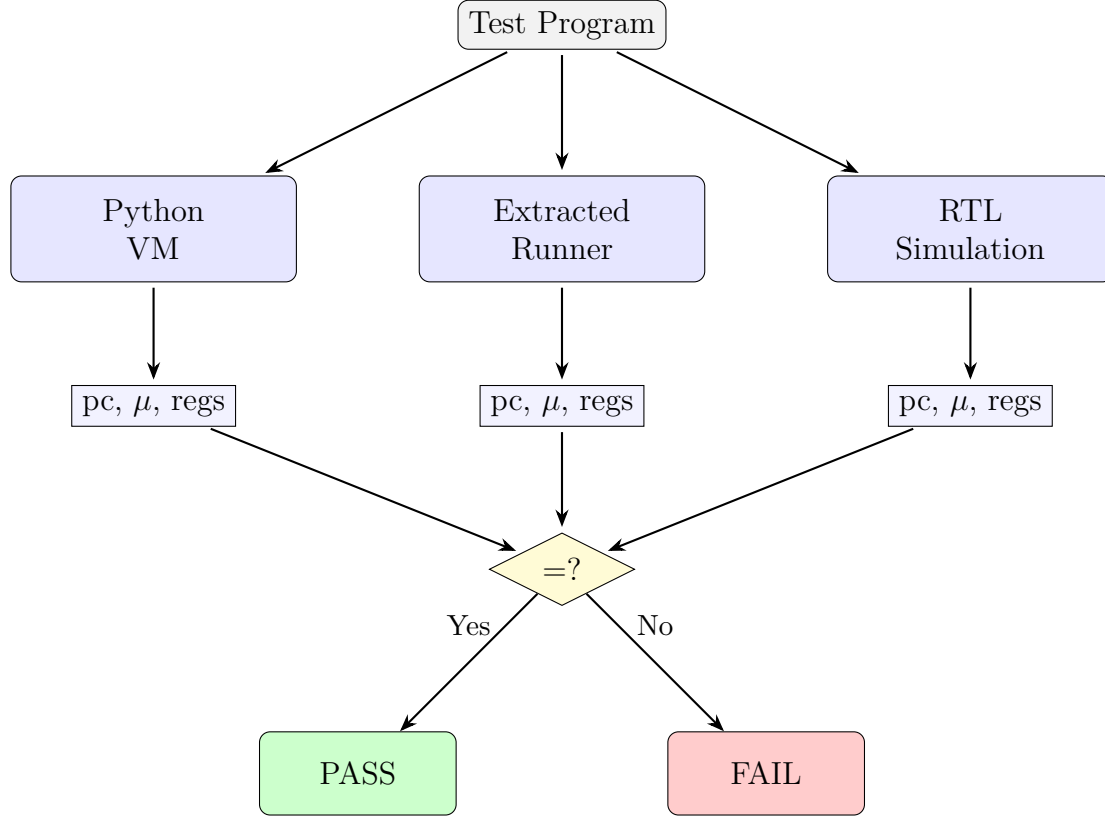 Test Program
Python
VM
Extracted
Runner
RTL
Simulation
pc, μ, regs
pc, μ, regs
pc, μ, regs
=?
Yes
No
PASS
FAIL